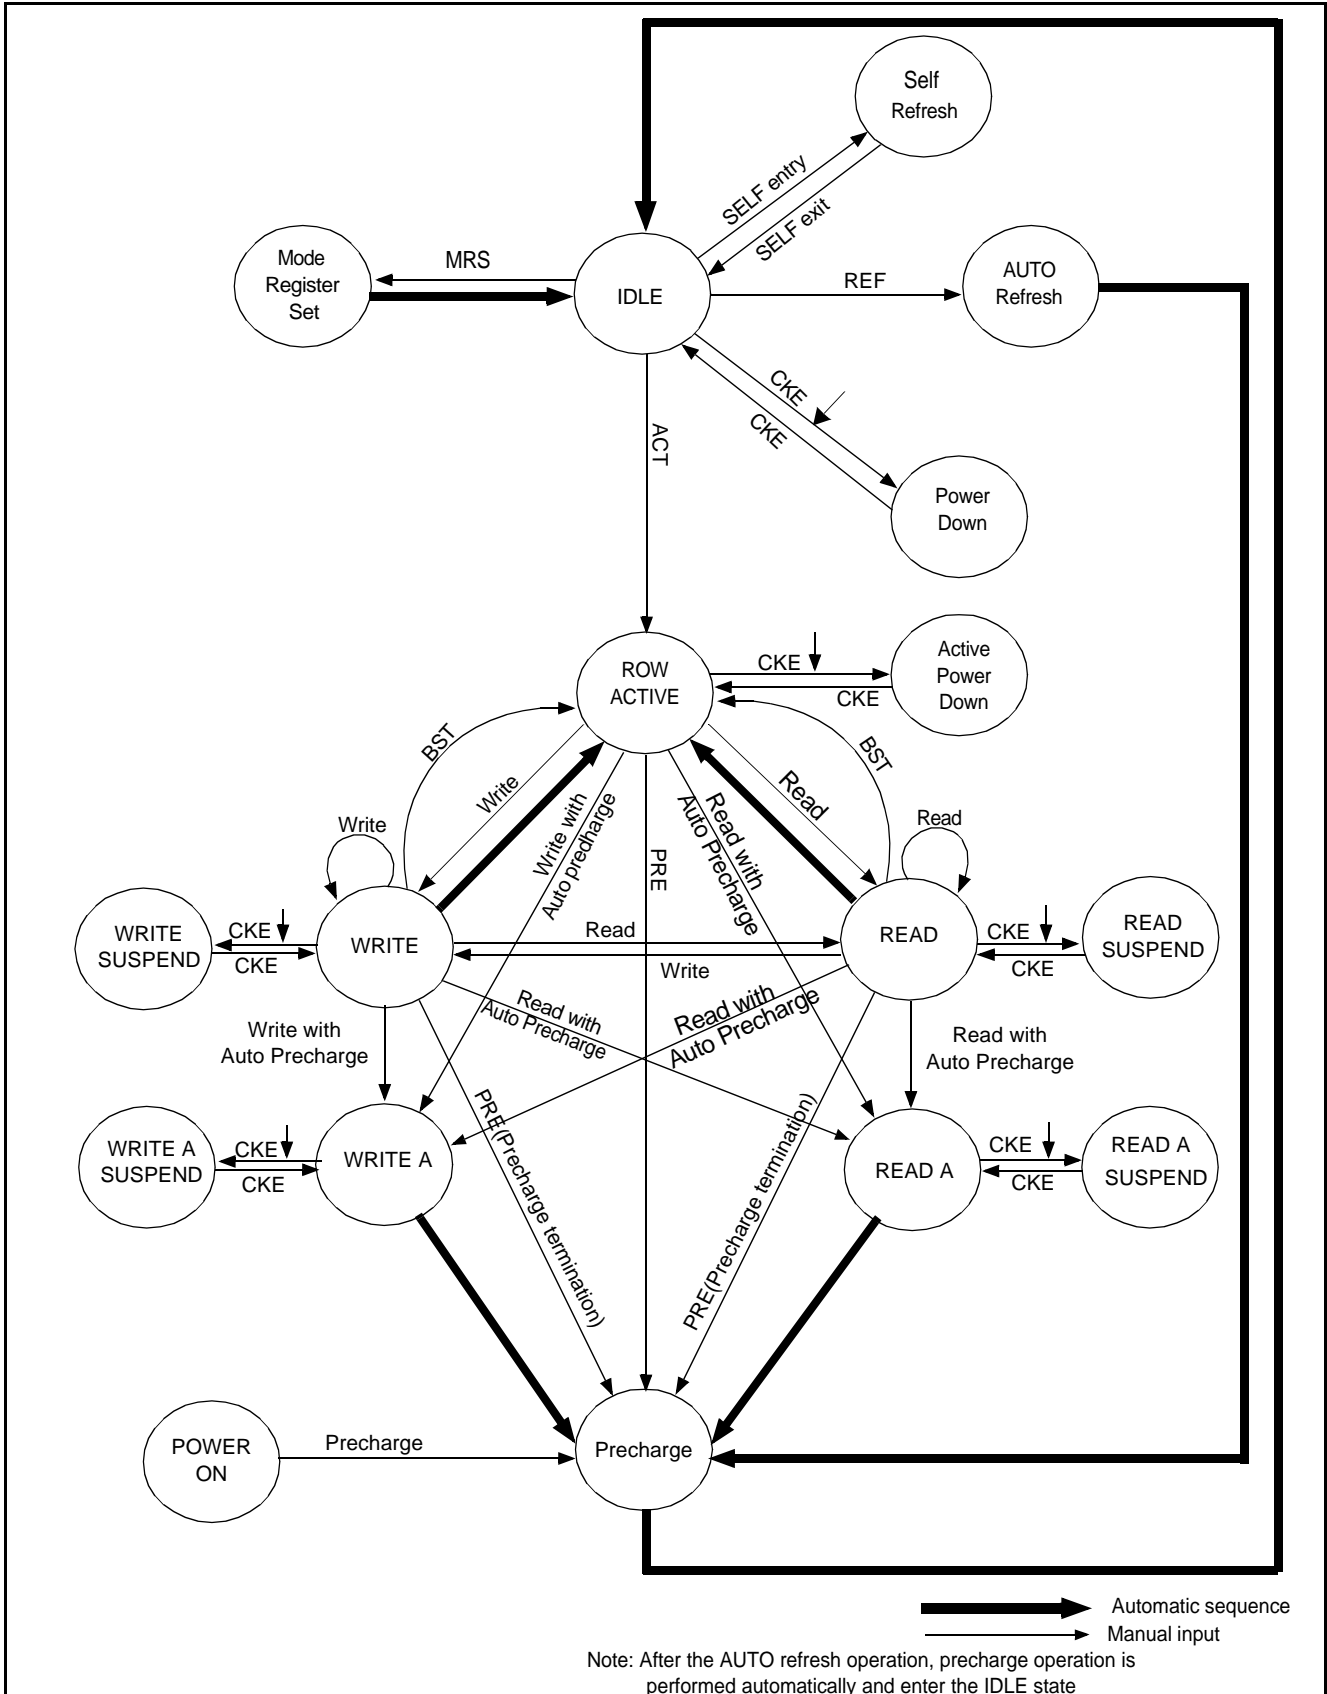 Self
Refresh
SELF entry
SELF exit
Mode
Register
Set
MRS
IDLE
REF
AUTO
Refresh
CKE
CKE
ACT
Power
Down
ROW
ACTIVE
CKE
CKE
Active
Power
Down
BST
Write
Write with
Auto predharge
PRE
Read with
Auto Precharge
Read
BST
Write
Read
WRITE
SUSPEND
CKE
CKE
WRITE
Read
Write
READ
CKE
CKE
READ
SUSPEND
Write with
Auto Precharge
Read with
Auto Precharge
Read with
Auto Precharge
Read with
Auto Precharge
PRE(Precharge termination)
PRE(Precharge termination)
WRITE A
SUSPEND
CKE
CKE
WRITE A
READ A
CKE
CKE
READ A
SUSPEND
POWER
ON
Precharge
Precharge
Automatic sequence
Manual input
Note: After the AUTO refresh operation, precharge operation is
performed automatically and enter the IDLE state